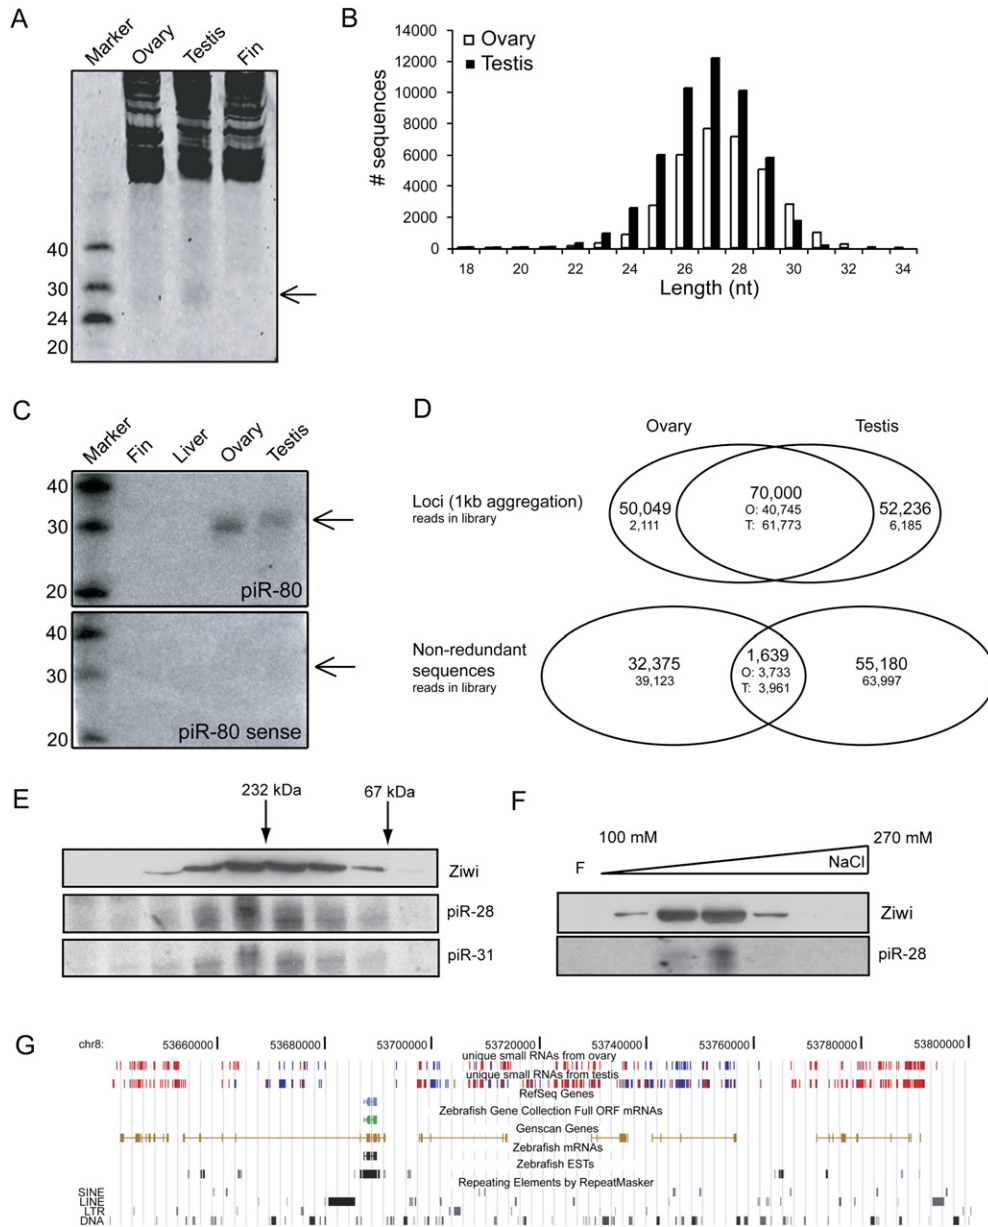 A
Marker
Ovary
Testis
Fin
40
30
24
20
B
# sequences
14000
12000
10000
8000
6000
4000
2000
0
Ovary
Testis
18 20 22 24 26 28 30 32 34
Length (nt)
C
Marker
Fin
Liver
Ovary
Testis
40
30
20
piR-80
40
30
20
piR-80 sense
D
Ovary Testis
Loci (1kb aggregation)
reads in library
50,049
2,111
70,000
O: 40,745
T: 61,773
52,236
6,185
Non-redundant
sequences
reads in library
32,375
39,123
1,639
O: 3,733
T: 3,961
55,180
63,997
E
232 kDa 67 kDa
Ziwi
piR-28
piR-31
F
100 mM 270 mM
F NaCl
Ziwi
piR-28
G
chr8: 53660000 53680000 53700000 53720000 53740000 53760000 53780000 53800000
unique small RNAs from ovary
unique small RNAs from testis
RefSeq Genes
Zebrafish Gene Collection Full ORF mRNAs
Genscan Genes
Zebrafish mRNAs
Zebrafish ESTs
Repeating Elements by RepeatMasker
SINE
LINE
LTR
DNA